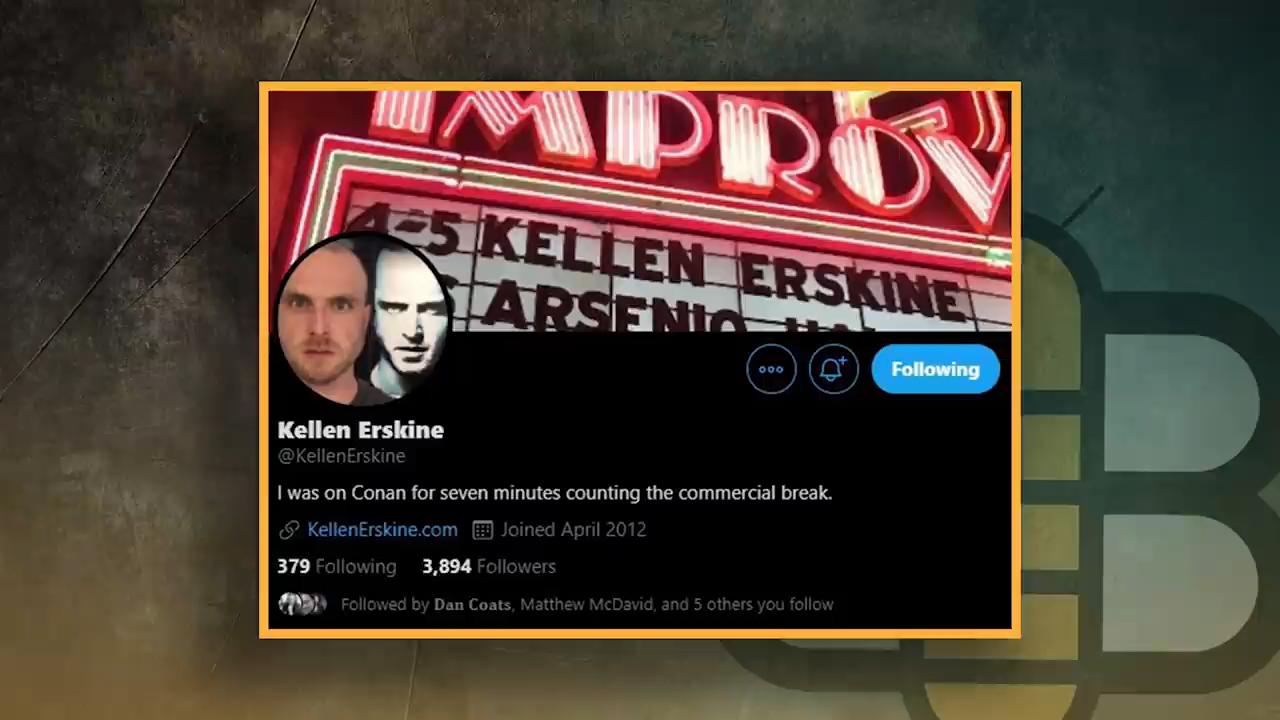 IMPROV
4-5 KELLEN ERSKINE
ARSENIO
Following
Kellen Erskine
@KellenErskine
I was on Conan for seven minutes counting the commercial break.
KellenErskine.com Joined April 2012
379 Following 3,894 Followers
Followed by Dan Coats, Matthew McDavid, and 5 others you follow